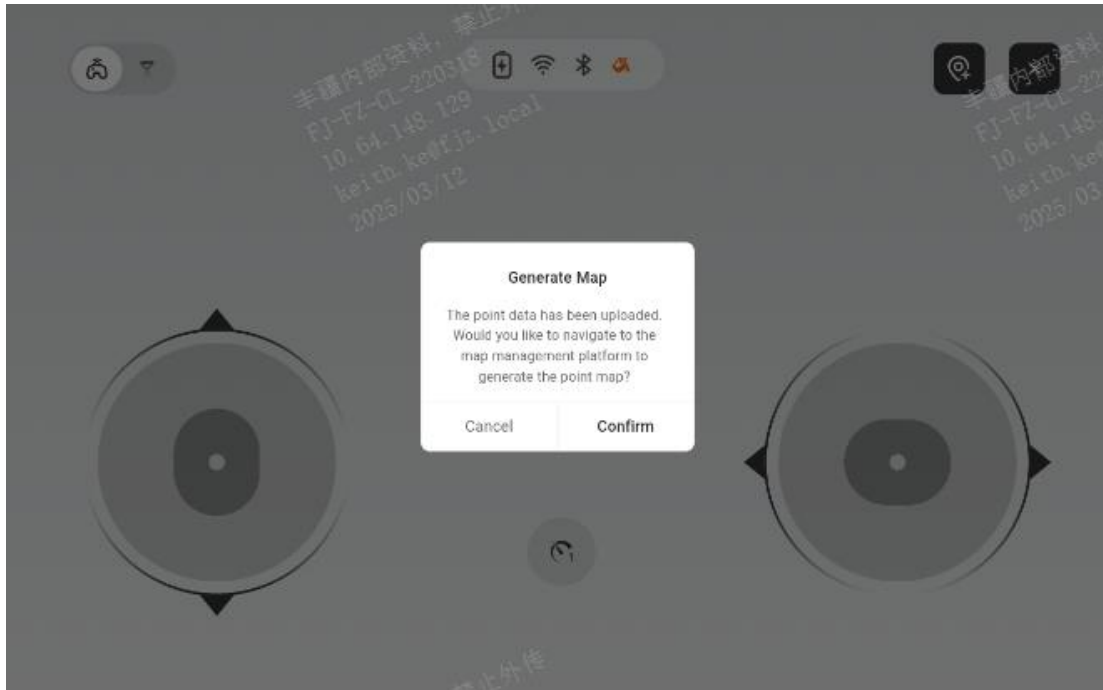 丰疆内部资料，禁止外
FJ-FZ-CL-220318
10.64.148.129
keith.ke@fjz.local
2025/03/12
丰疆内部资料
FJ-FZ-CL-22
10.64.148.
keith.ke@
2025/03
Generate Map
The point data has been uploaded.
Would you like to navigate to the
map management platform to
generate the point map?
Cancel
Confirm
1
禁止外传